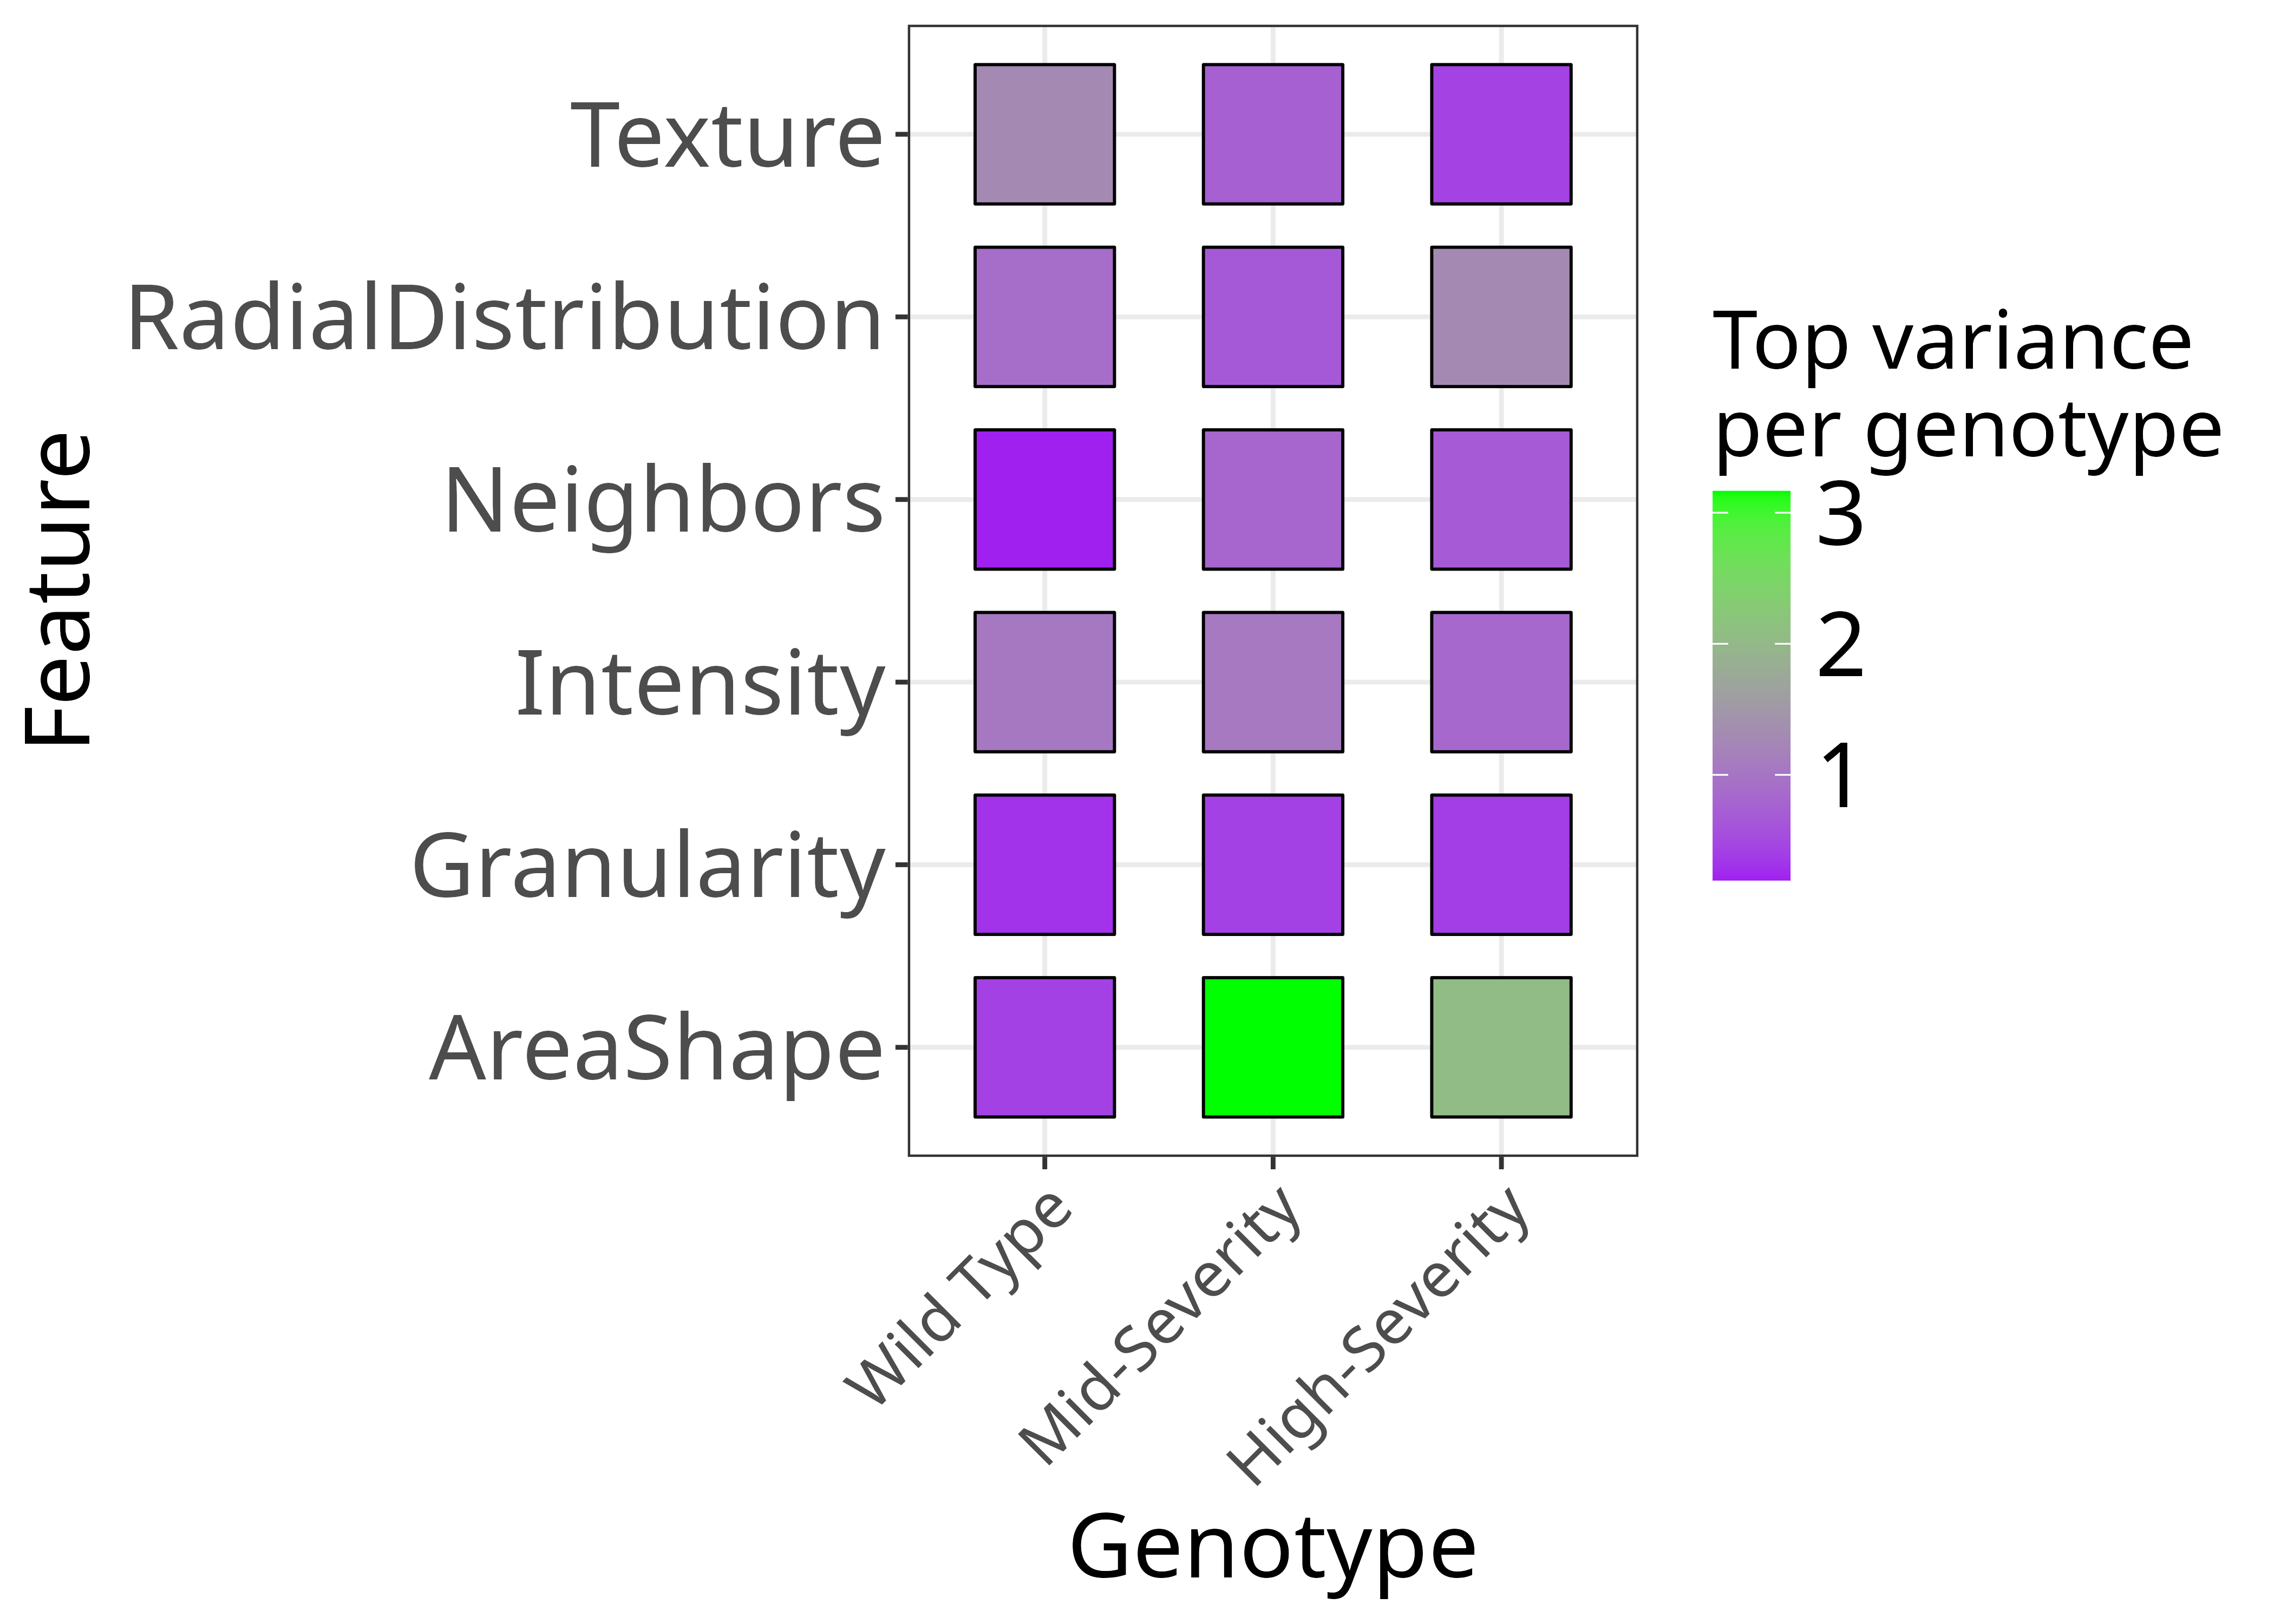 Feature
Texture
RadialDistribution
Neighbors
Intensity
Granularity
AreaShape
Wild Type
Mid-Severity
High-Severity
Genotype
Top variance
per genotype
3
2
1